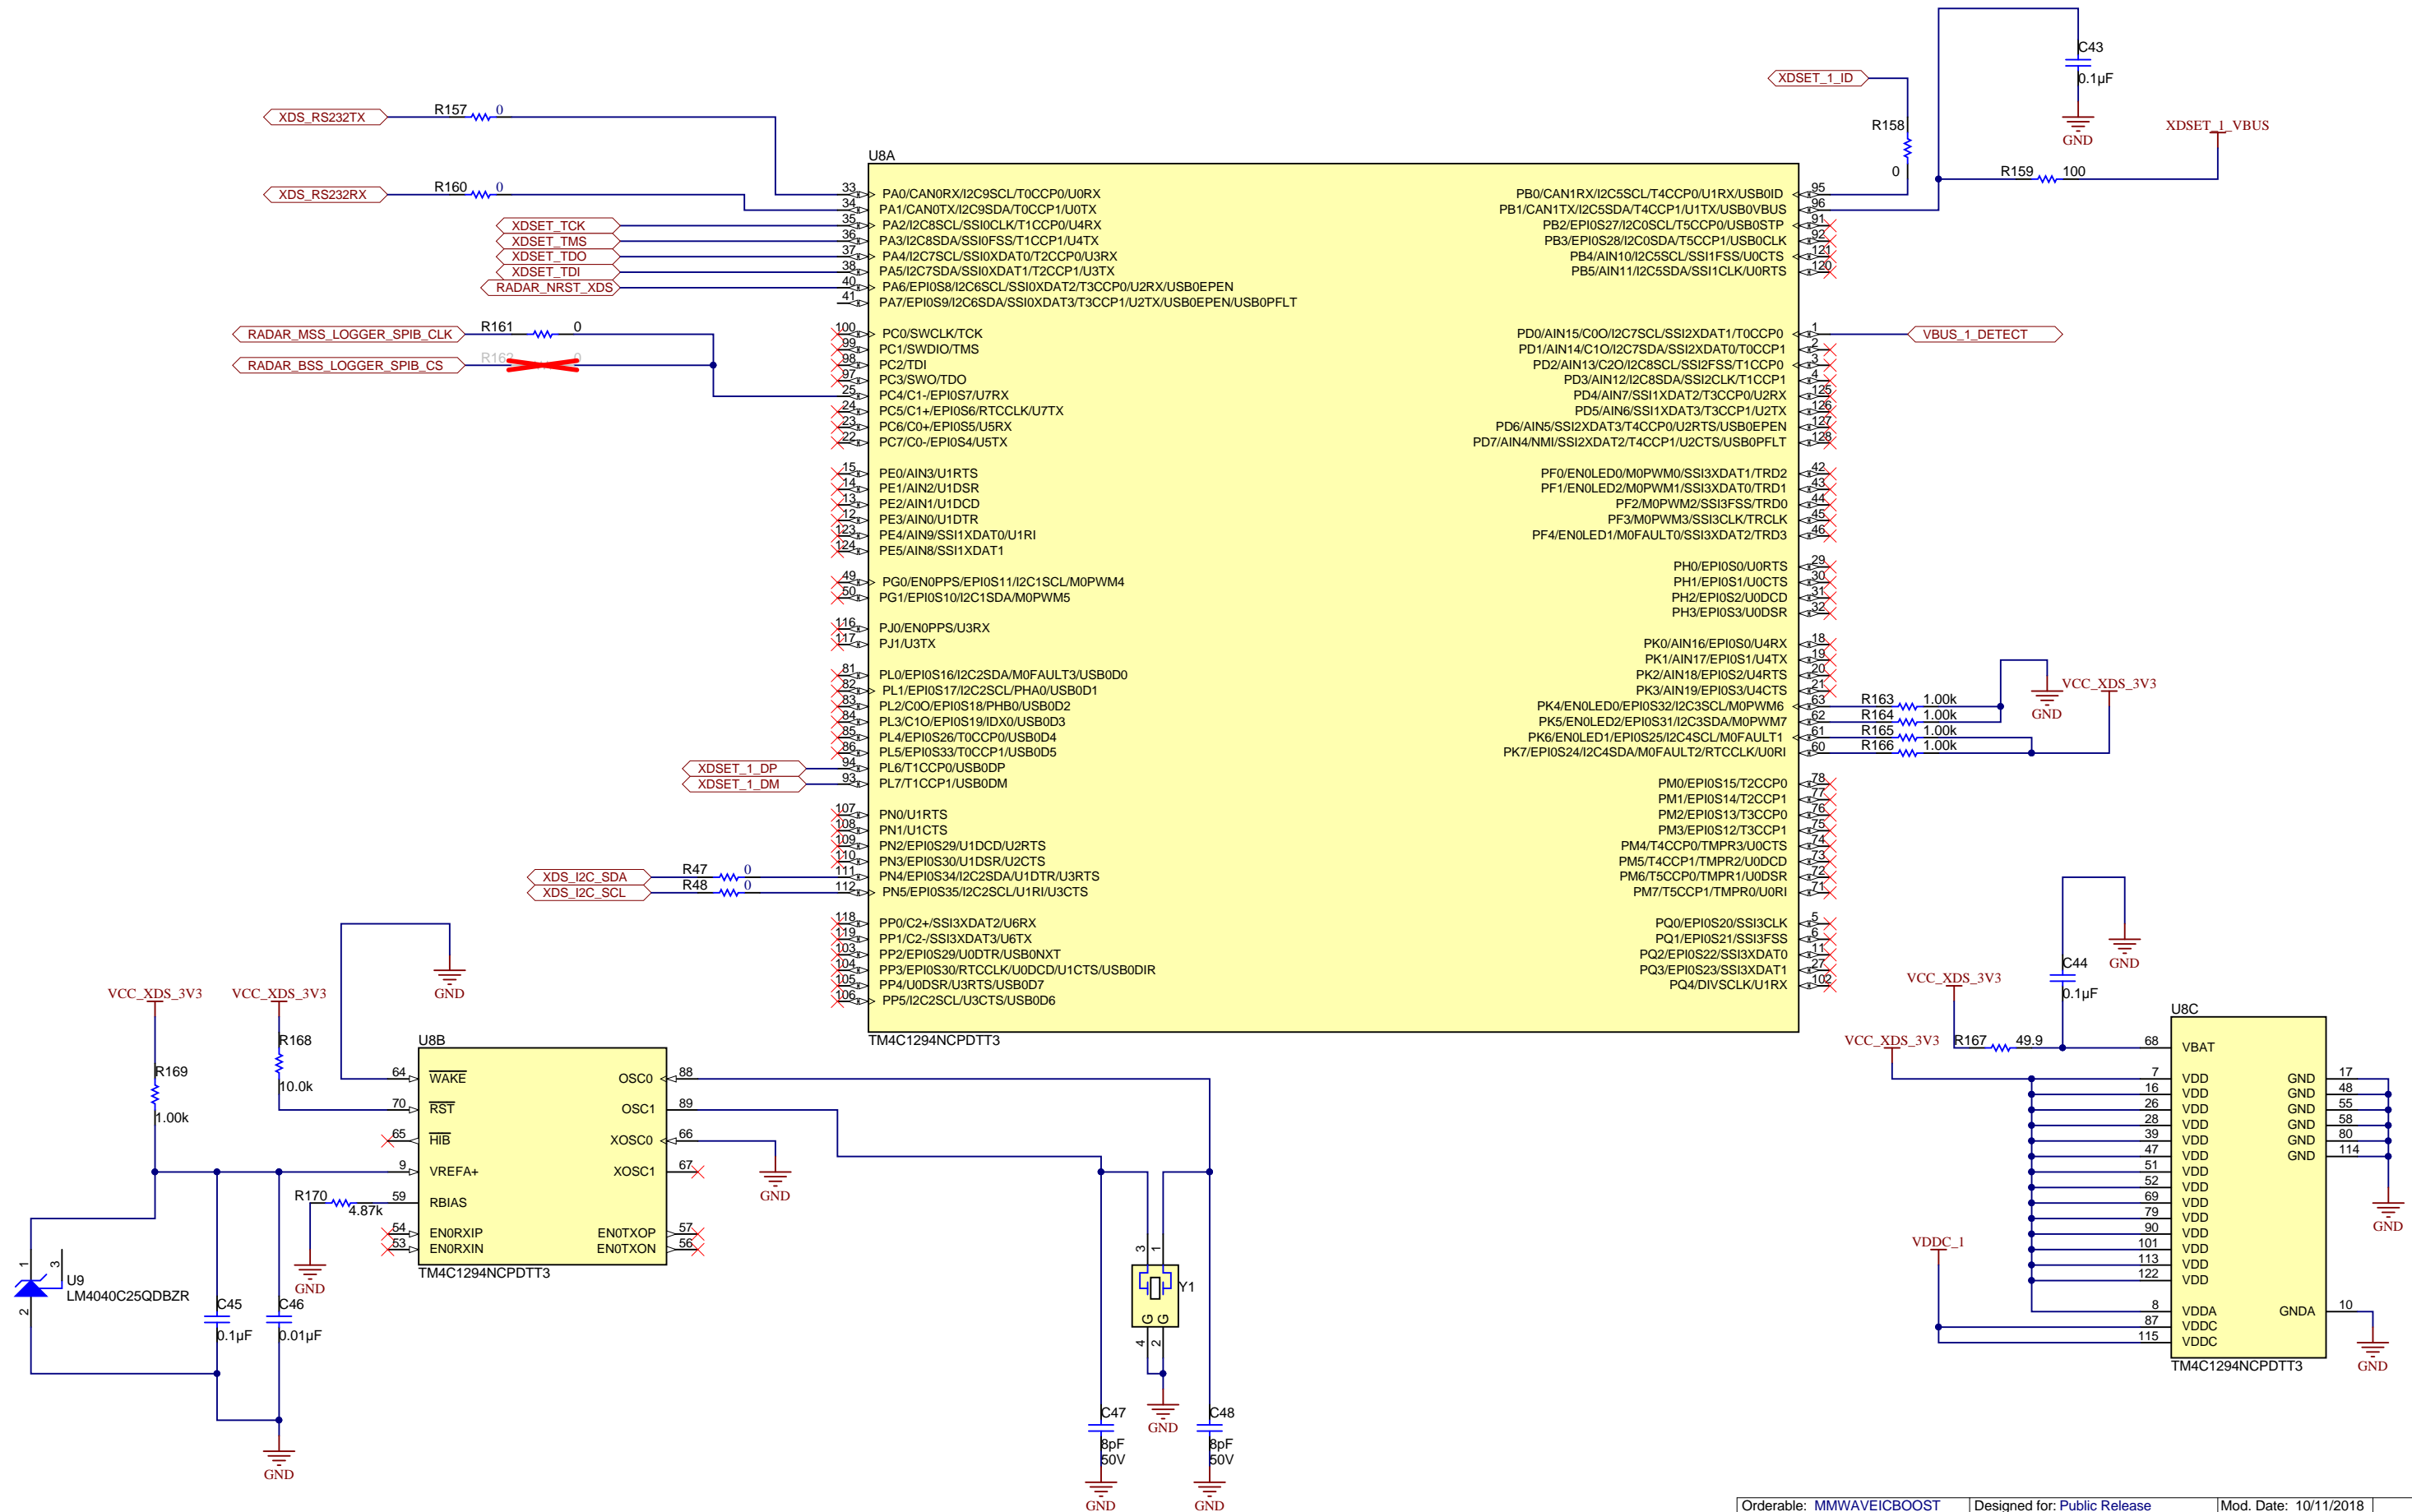 C43
0.1µF
GND
XDSET_1_ID
R158
0
XDSET_1_VBUS
R159 100
XDS_RS232TX R157 0
XDS_RS232RX R160 0
XDSET_TCK
XDSET_TMS
XDSET_TDO
XDSET_TDI
RADAR_NRST_XDS
RADAR_MSS_LOGGER_SPIB_CLK R161 0
RADAR_BSS_LOGGER_SPIB_CS 0
XDSET_1_DP
XDSET_1_DM
XDS_I2C_SDA R47 0
XDS_I2C_SCL R48 0
U8A
33 PA0/CAN0RX/I2C9SCL/T0CCP0/U0RX
34 PA1/CAN0TX/I2C9SDA/T0CCP1/U0TX
35 PA2/I2C8SCL/SSI0CLK/T1CCP0/U4RX
36 PA3/I2C8SDA/SSI0FSS/T1CCP1/U4TX
37 PA4/I2C7SCL/SSI0XDAT0/T2CCP0/U3RX
38 PA5/I2C7SDA/SSI0XDAT1/T2CCP1/U3TX
40 PA6/EPI0S8/I2C6SCL/SSI0XDAT2/T3CCP0/U2RX/USB0EPEN
41 PA7/EPI0S9/I2C6SDA/SSI0XDAT3/T3CCP1/U2TX/USB0EPEN/USB0PFLT
100 PC0/SWCLK/TCK
99 PC1/SWDIO/TMS
98 PC2/TDI
97 PC3/SWO/TDO
25 PC4/C1-/EPI0S7/U7RX
24 PC5/C1+/EPI0S6/RTCCLK/U7TX
23 PC6/C0+/EPI0S5/U5RX
22 PC7/C0-/EPI0S4/U5TX
15 PE0/AIN3/U1RTS
14 PE1/AIN2/U1DSR
13 PE2/AIN1/U1DCD
12 PE3/AIN0/U1DTR
123 PE4/AIN9/SSI1XDAT0/U1RI
124 PE5/AIN8/SSI1XDAT1
49 PG0/EN0PPS/EPI0S11/I2C1SCL/M0PWM4
50 PG1/EPI0S10/I2C1SDA/M0PWM5
116 PJ0/EN0PPS/U3RX
117 PJ1/U3TX
81 PL0/EPI0S16/I2C2SDA/M0FAULT3/USB0D0
82 PL1/EPI0S17/I2C2SCL/PHA0/USB0D1
83 PL2/C0O/EPI0S18/PHB0/USB0D2
84 PL3/C1O/EPI0S19/IDX0/USB0D3
85 PL4/EPI0S26/T0CCP0/USB0D4
86 PL5/EPI0S33/T0CCP1/USB0D5
94 PL6/T1CCP0/USB0DP
93 PL7/T1CCP1/USB0DM
107 PN0/U1RTS
108 PN1/U1CTS
109 PN2/EPI0S29/U1DCD/U2RTS
110 PN3/EPI0S30/U1DSR/U2CTS
111 PN4/EPI0S34/I2C2SDA/U1DTR/U3RTS
112 PN5/EPI0S35/I2C2SCL/U1RI/U3CTS
118 PP0/C2+/SSI3XDAT2/U6RX
119 PP1/C2-/SSI3XDAT3/U6TX
103 PP2/EPI0S29/U0DTR/USB0NXT
104 PP3/EPI0S30/RTCCLK/U0DCD/U1CTS/USB0DIR
105 PP4/U0DSR/U3RTS/USB0D7
106 PP5/I2C2SCL/U3CTS/USB0D6
PB0/CAN1RX/I2C5SCL/T4CCP0/U1RX/USB0ID 95
PB1/CAN1TX/I2C5SDA/T4CCP1/U1TX/USB0VBUS 96
PB2/EPI0S27/I2C0SCL/T5CCP0/USB0STP 91
PB3/EPI0S28/I2C0SDA/T5CCP1/USB0CLK 92
PB4/AIN10/I2C5SCL/SSI1FSS/U0CTS 121
PB5/AIN11/I2C5SDA/SSI1CLK/U0RTS 120
PD0/AIN15/C0O/I2C7SCL/SSI2XDAT1/T0CCP0 1 VBUS_1_DETECT
PD1/AIN14/C1O/I2C7SDA/SSI2XDAT0/T0CCP1 2
PD2/AIN13/C2O/I2C8SCL/SSI2FSS/T1CCP0 3
PD3/AIN12/I2C8SDA/SSI2CLK/T1CCP1 4
PD4/AIN7/SSI1XDAT2/T3CCP0/U2RX 125
PD5/AIN6/SSI1XDAT3/T3CCP1/U2TX 126
PD6/AIN5/SSI2XDAT3/T4CCP0/U2RTS/USB0EPEN 127
PD7/AIN4/NMI/SSI2XDAT2/T4CCP1/U2CTS/USB0PFLT 128
PF0/EN0LED0/M0PWM0/SSI3XDAT1/TRD2 42
PF1/EN0LED2/M0PWM1/SSI3XDAT0/TRD1 43
PF2/M0PWM2/SSI3FSS/TRD0 44
PF3/M0PWM3/SSI3CLK/TRCLK 45
PF4/EN0LED1/M0FAULT0/SSI3XDAT2/TRD3 46
PH0/EPI0S0/U0RTS 29
PH1/EPI0S1/U0CTS 30
PH2/EPI0S2/U0DCD 31
PH3/EPI0S3/U0DSR 32
PK0/AIN16/EPI0S0/U4RX 18
PK1/AIN17/EPI0S1/U4TX 19
PK2/AIN18/EPI0S2/U4RTS 20
PK3/AIN19/EPI0S3/U4CTS 21
PK4/EN0LED0/EPI0S32/I2C3SCL/M0PWM6 63 R163 1.00k
PK5/EN0LED2/EPI0S31/I2C3SDA/M0PWM7 62 R164 1.00k
PK6/EN0LED1/EPI0S25/I2C4SCL/M0FAULT1 61 R165 1.00k
PK7/EPI0S24/I2C4SDA/M0FAULT2/RTCCLK/U0RI 60 R166 1.00k
GND
VCC_XDS_3V3
PM0/EPI0S15/T2CCP0 78
PM1/EPI0S14/T2CCP1 77
PM2/EPI0S13/T3CCP0 76
PM3/EPI0S12/T3CCP1 75
PM4/T4CCP0/TMPR3/U0CTS 74
PM5/T4CCP1/TMPR2/U0DCD 73
PM6/T5CCP0/TMPR1/U0DSR 72
PM7/T5CCP1/TMPR0/U0RI 71
PQ0/EPI0S20/SSI3CLK 5
PQ1/EPI0S21/SSI3FSS 6
PQ2/EPI0S22/SSI3XDAT0 11
PQ3/EPI0S23/SSI3XDAT1 27
PQ4/DIVSCLK/U1RX 102
TM4C1294NCPDTT3
GND
VCC_XDS_3V3
VCC_XDS_3V3
R168
10.0k
R169
1.00k
U8B
64 WAKE OSC0 88
70 RST OSC1 89
65 HIB XOSC0 66
9 VREFA+ XOSC1 67
59 RBIAS
54 EN0RXIP EN0TXOP 57
53 EN0RXIN EN0TXON 56
TM4C1294NCPDTT3
R170
4.87k
GND
GND
1
3
2
U9
LM4040C25QDBZR
C45
0.1µF
C46
0.01µF
GND
3 1
Y1
G G
4 2
GND
C47
8pF
50V
GND
C48
8pF
50V
GND
C44
0.1µF
GND
VCC_XDS_3V3
VCC_XDS_3V3
R167 49.9
VDDC_1
U8C
68 VBAT
7 VDD GND 17
16 VDD GND 48
26 VDD GND 55
28 VDD GND 58
39 VDD GND 80
47 VDD GND 114
51 VDD
52 VDD
69 VDD
79 VDD
90 VDD
101 VDD
113 VDD
122 VDD
8 VDDA GNDA 10
87 VDDC
115 VDDC
TM4C1294NCPDTT3
GND
GND
Orderable: MMWAVEICBOOST Designed for: Public Release Mod. Date: 10/11/2018